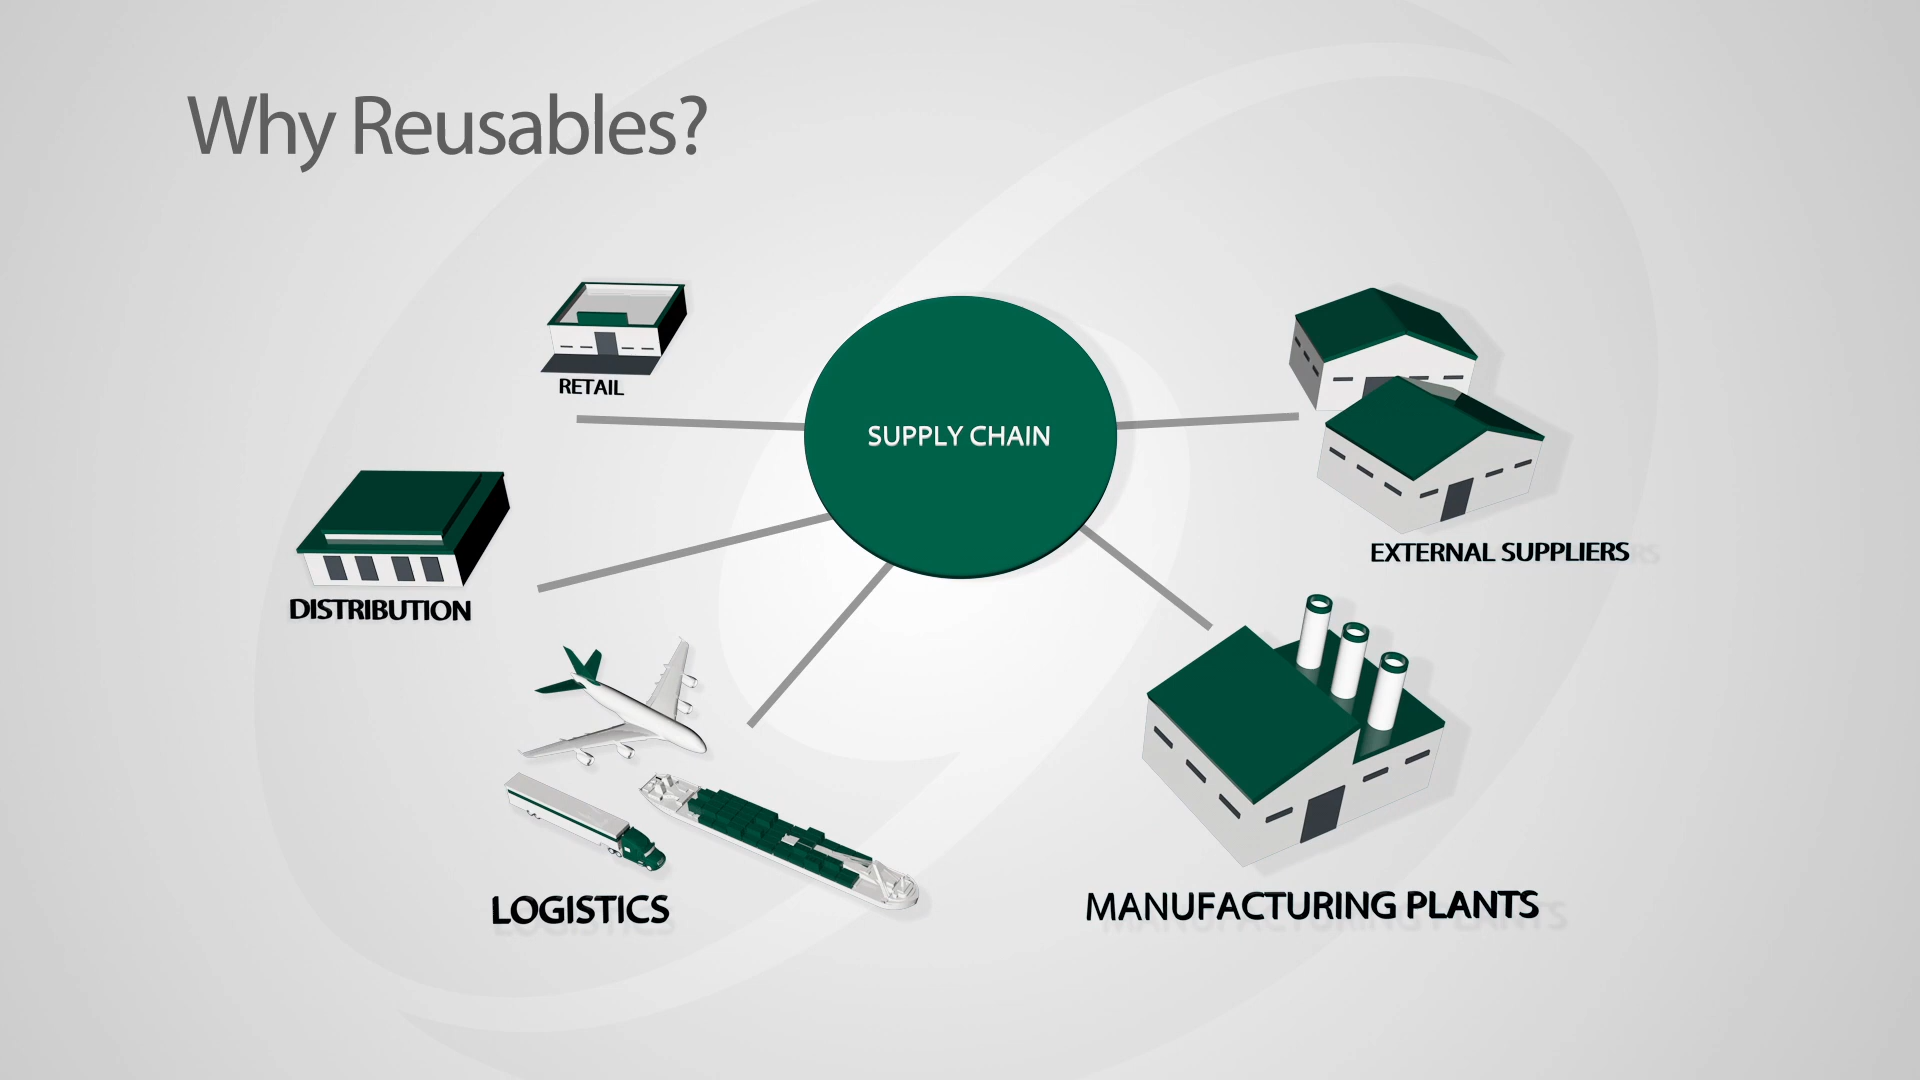 Why Reusables?
RETAIL
SUPPLY CHAIN
EXTERNAL SUPPLIERS
DISTRIBUTION
LOGISTICS
MANUFACTURING PLANTS